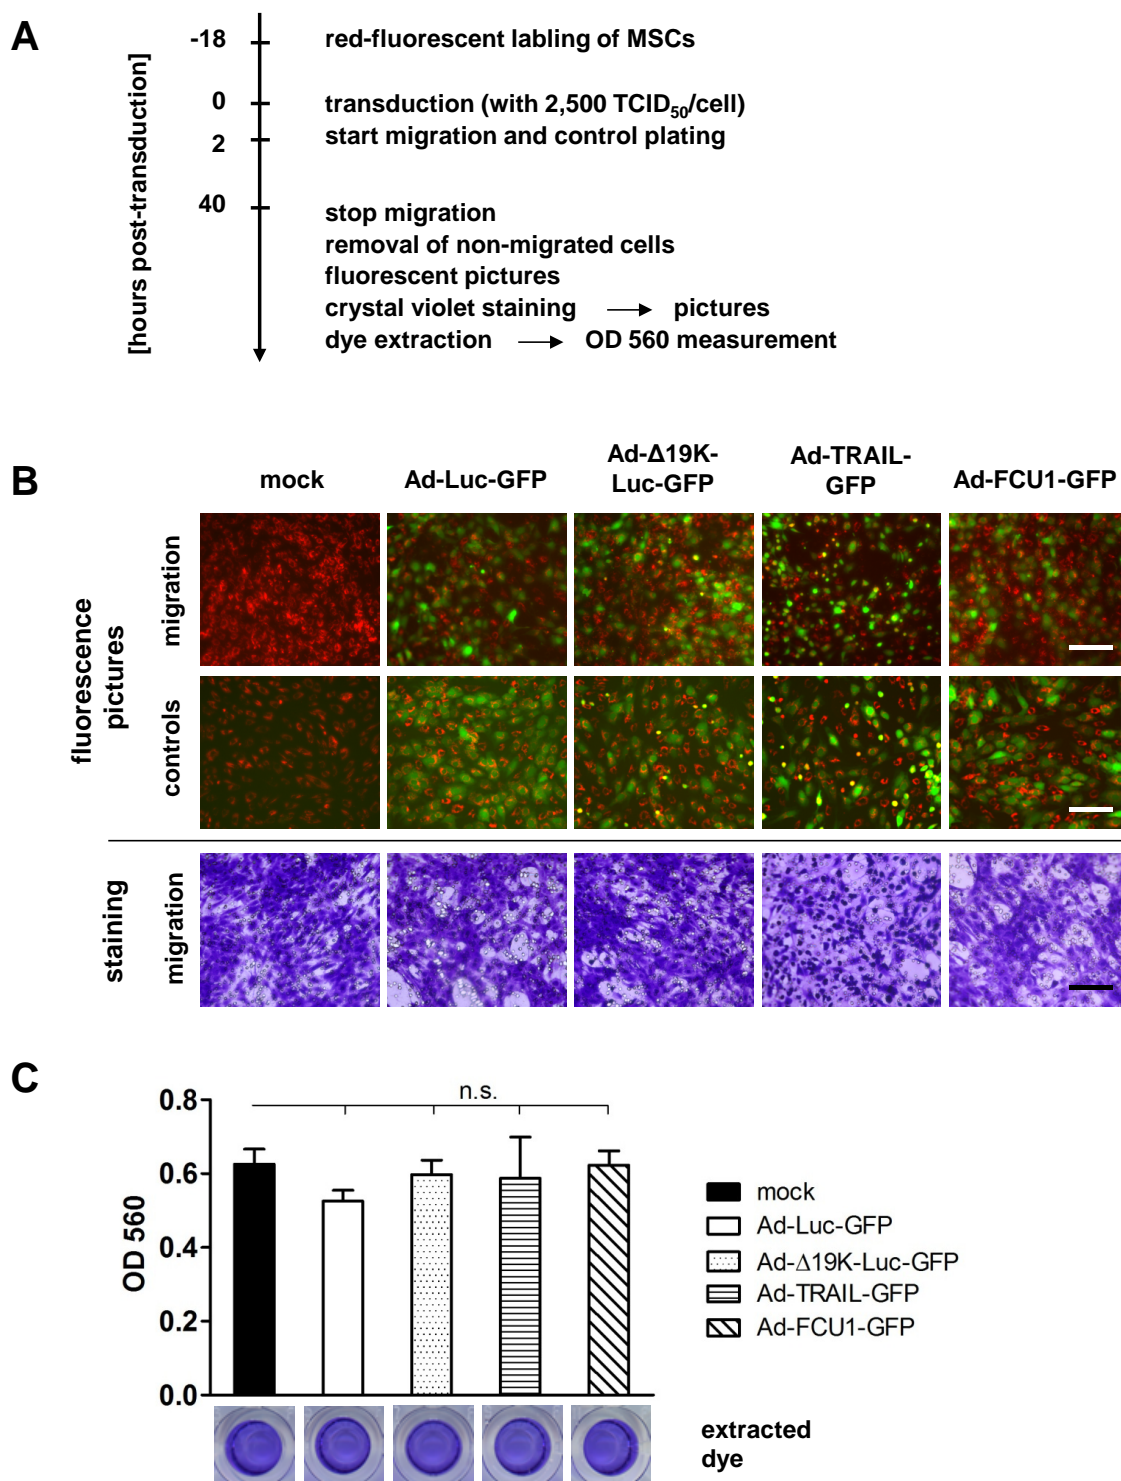 A
[hours post-transduction]
-18 red-fluorescent labling of MSCs
0 transduction (with 2,500 TCID50/cell)
2 start migration and control plating
40 stop migration
removal of non-migrated cells
fluorescent pictures
crystal violet staining → pictures
dye extraction → OD 560 measurement
B
mock
Ad-Luc-GFP
Ad-Δ19K-
Luc-GFP
Ad-TRAIL-
GFP
Ad-FCU1-GFP
fluorescence
pictures
migration
controls
staining
migration
C
n.s.
OD 560
0.8
0.6
0.4
0.2
0.0
mock
Ad-Luc-GFP
Ad-Δ19K-Luc-GFP
Ad-TRAIL-GFP
Ad-FCU1-GFP
extracted
dye